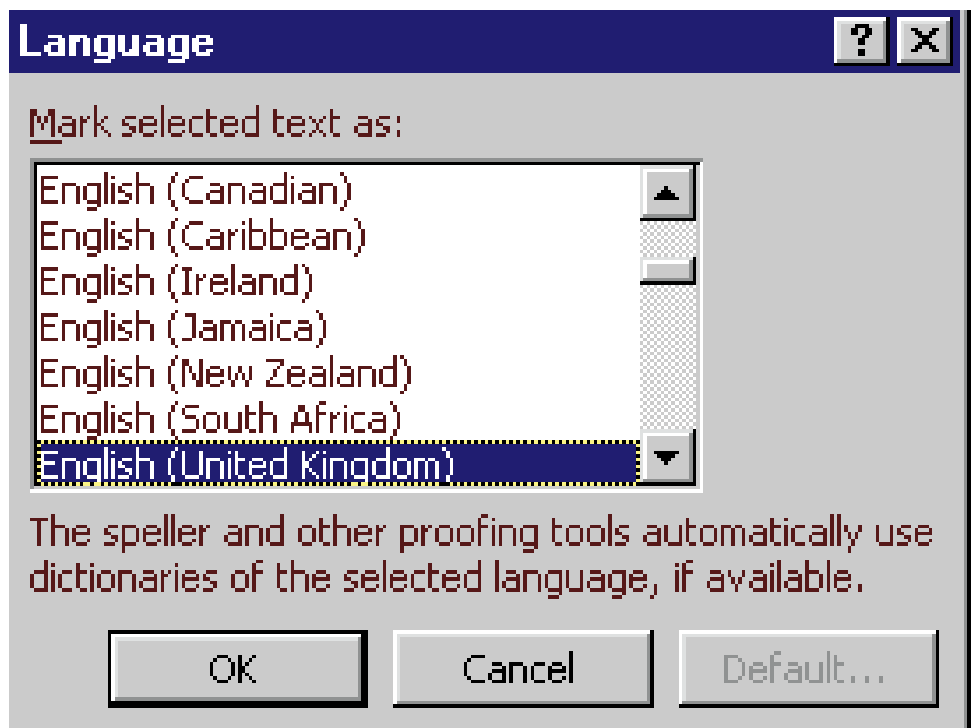 Language
Mark selected text as:
English (Canadian)
English (Caribbean)
English (Ireland)
English (Jamaica)
English (New Zealand)
English (South Africa)
English (United Kingdom)
The speller and other proofing tools automatically use
dictionaries of the selected language, if available.
OK Cancel Default...